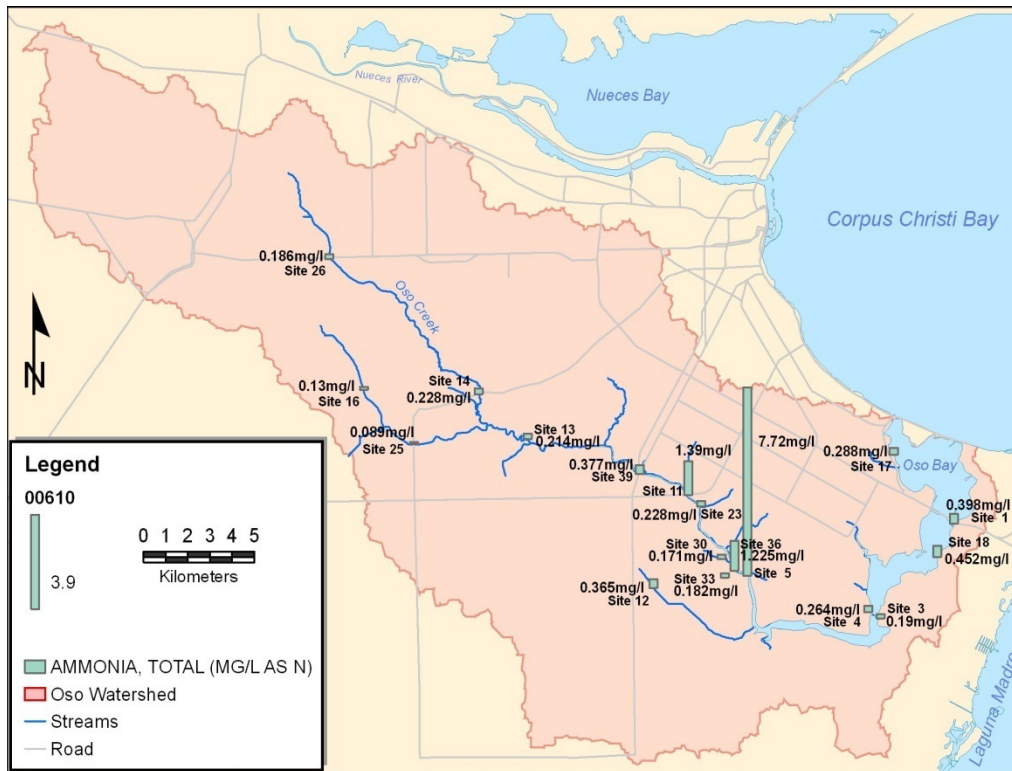 Nueces River
Nueces Bay
Corpus Christi Bay
0.186mg/l
Site 26
Oso Creek
N
Site 14
0.228mg/l
0.13mg/l
Site 16
Site 13
0.214mg/l
0.089mg/l
Site 25
1.39mg/l
7.72mg/l
0.288mg/l
Site 17
Oso Bay
0.377mg/l
Site 39
Site 11
0.228mg/l
Site 23
0.398mg/l
Site 1
Site 18
0.452mg/l
Site 30
0.171mg/l
Site 36
1.225mg/l
Site 5
Site 33
0.182mg/l
0.365mg/l
Site 12
0.264mg/l
Site 4
Site 3
0.19mg/l
Laguna Madre
Legend
00610
3.9
0 1 2 3 4 5
Kilometers
AMMONIA, TOTAL (MG/L AS N)
Oso Watershed
Streams
Road